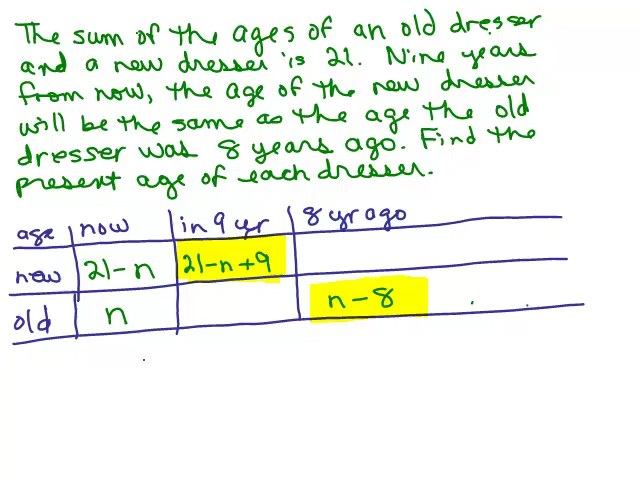 The sum of the ages of an old dresser
and a new dresser is 21. Nine years
from now, the age of the new dresser
will be the same as the age the old
dresser was 8 years ago. Find the
present age of each dresser.
age now in 9 yr 8 yr ago
new 21-n 21-n+9
old n n-8